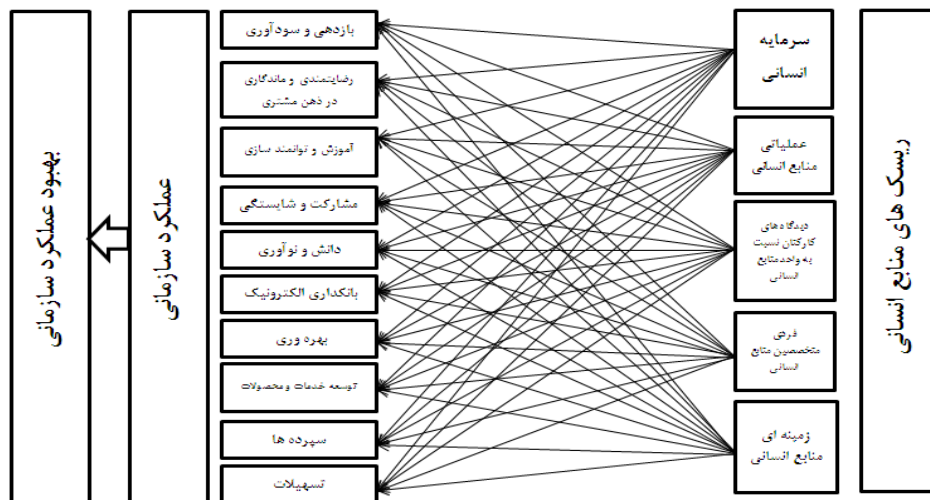 ریسک های منابع انسانی
سرمایه
انسانی
عملیاتی
منابع انسانی
دیدگاه‌های
کارکنان نسبت
به واحد منابع
انسانی
فردی
متخصصین منابع
انسانی
زمینه ای
منابع انسانی
بازدهی و سودآوری
رضایتمندی و ماندگاری
در ذهن مشتری
آموزش و توانمند سازی
مشارکت و شایستگی
دانش و نوآوری
بانکداری الکترونیک
بهره وری
توسعه خدمات و محصولات
سپرده ها
تسهیلات
عملکرد سازمانی
بهبود عملکرد سازمانی